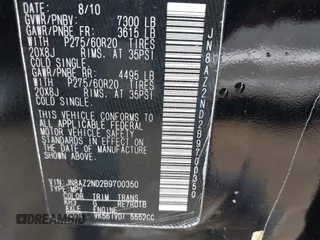 DATE: 8/10
GVWR/PNBV: 7300 LB
GAWR/PNBE FR: 3615 LB
WITH P275/60R20 TIRES
20X8J RIMS AT 35PSI
COLD SINGLE
GAWR/PNBE RR: 4495 LB
WITH P275/60R20 TIRES
20X8J RIMS AT 35PSI
COLD SINGLE
THIS VEHICLE CONFORMS TO ALL
APPLICABLE FEDERAL
MOTOR VEHICLE SAFETY
STANDARDS IN EFFECT
ON THE DATE OF
MANUFACTURE
SHOWN ABOVE.
VIN: JN8AZ2ND2B9700350
TYPE: MPV
COLOR TRIM TRANS
AXLE RE7R01B
ENGINE VK56(VD) 5552CC
JN8AZ2ND2B9700350
DREAMBID